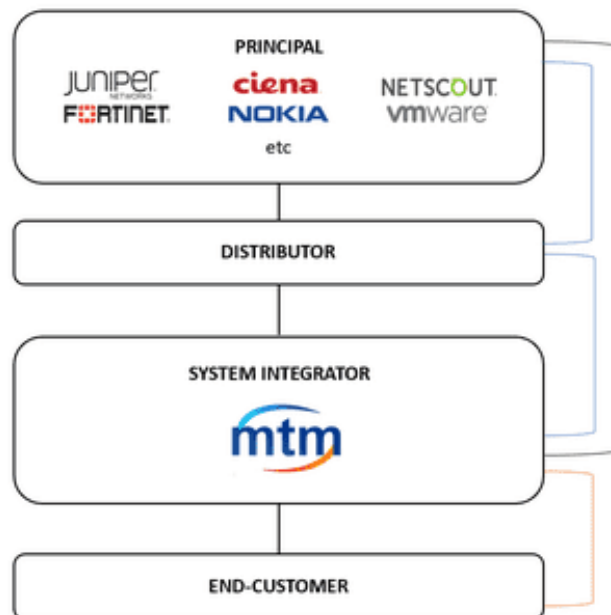 PRINCIPAL
JUNIPER NETWORKS ciena NETSCOUT
FORTINET NOKIA vmware
etc
DISTRIBUTOR
SYSTEM INTEGRATOR
mtm
END-CUSTOMER